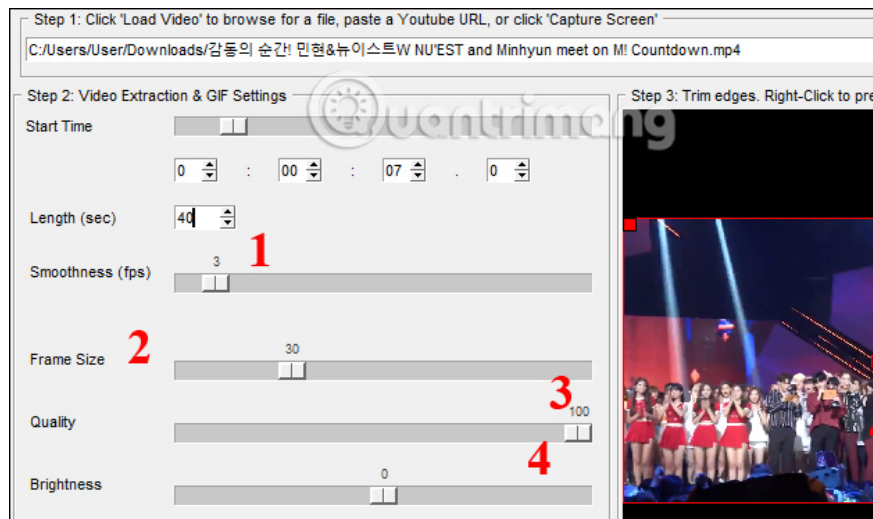 Step 1: Click 'Load Video' to browse for a file, paste a Youtube URL, or click 'Capture Screen'
C:/Users/User/Downloads/감동의 순간! 민현&뉴이스트W NU'EST and Minhyun meet on M! Countdown.mp4
Step 2: Video Extraction & GIF Settings
Step 3: Trim edges. Right-Click to pre
Quantrimang
Start Time
0 : 00 : 07 . 0
Length (sec) 40
1
3
Smoothness (fps)
2
30
Frame Size
3
100
Quality
4
0
Brightness